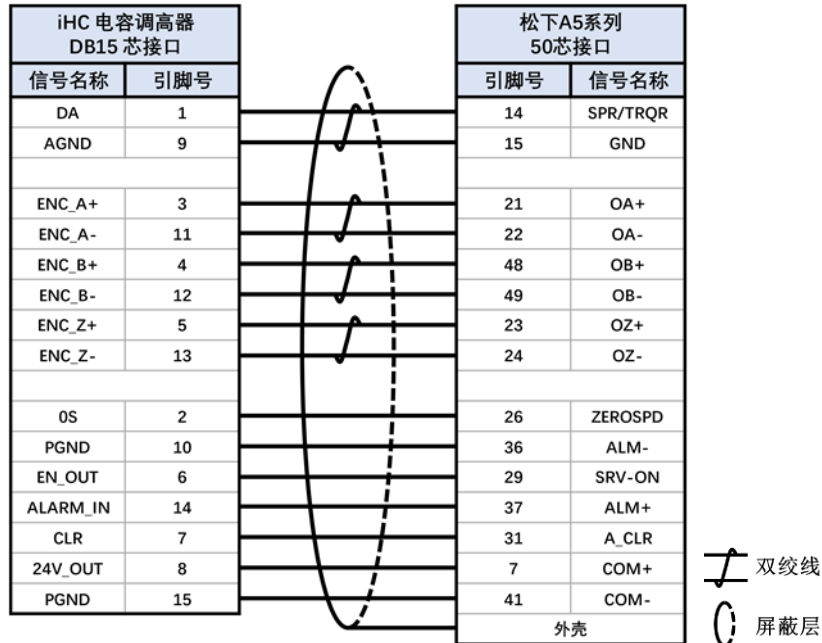 iHC 电容调高器
DB15 芯接口
松下A5系列
50芯接口
信号名称 引脚号 引脚号 信号名称
DA 1 14 SPR/TRQR
AGND 9 15 GND
ENC_A+ 3 21 OA+
ENC_A- 11 22 OA-
ENC_B+ 4 48 OB+
ENC_B- 12 49 OB-
ENC_Z+ 5 23 OZ+
ENC_Z- 13 24 OZ-
0S 2 26 ZEROSPD
PGND 10 36 ALM-
EN_OUT 6 29 SRV-ON
ALARM_IN 14 37 ALM+
CLR 7 31 A_CLR
24V_OUT 8 7 COM+
PGND 15 41 COM-
外壳
双绞线
屏蔽层